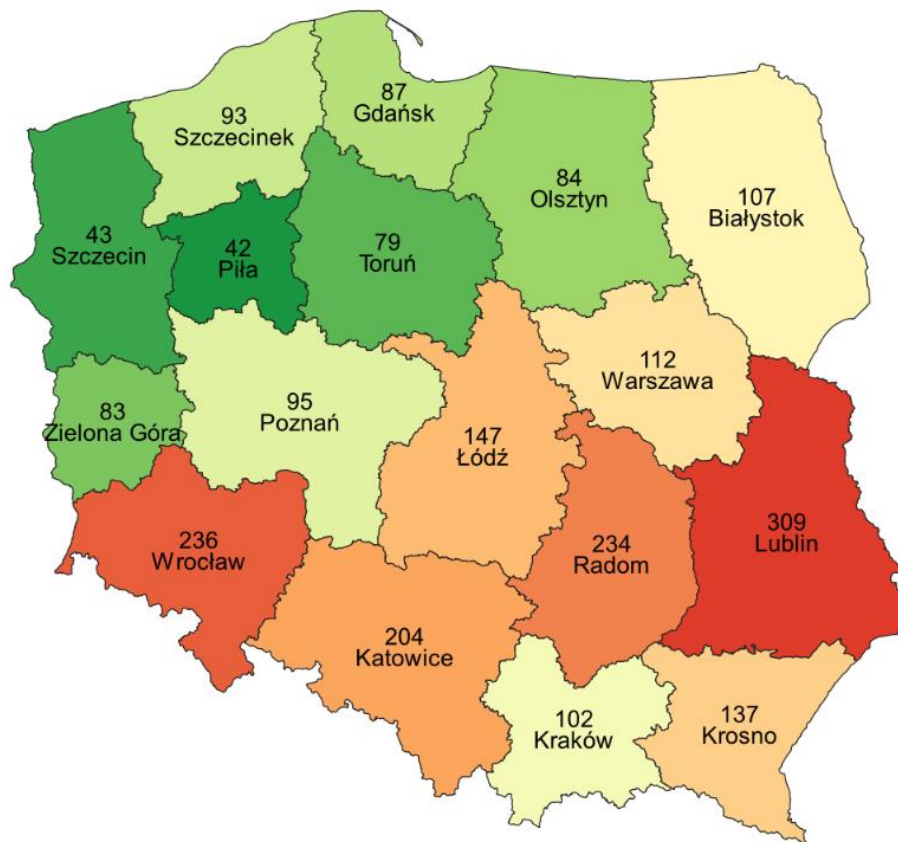 93
Szczecinek
87
Gdańsk
84
Olsztyn
107
Białystok
43
Szczecin
42
Piła
79
Toruń
112
Warszawa
83
Zielona Góra
95
Poznań
147
Łódź
236
Wrocław
234
Radom
309
Lublin
204
Katowice
102
Kraków
137
Krosno